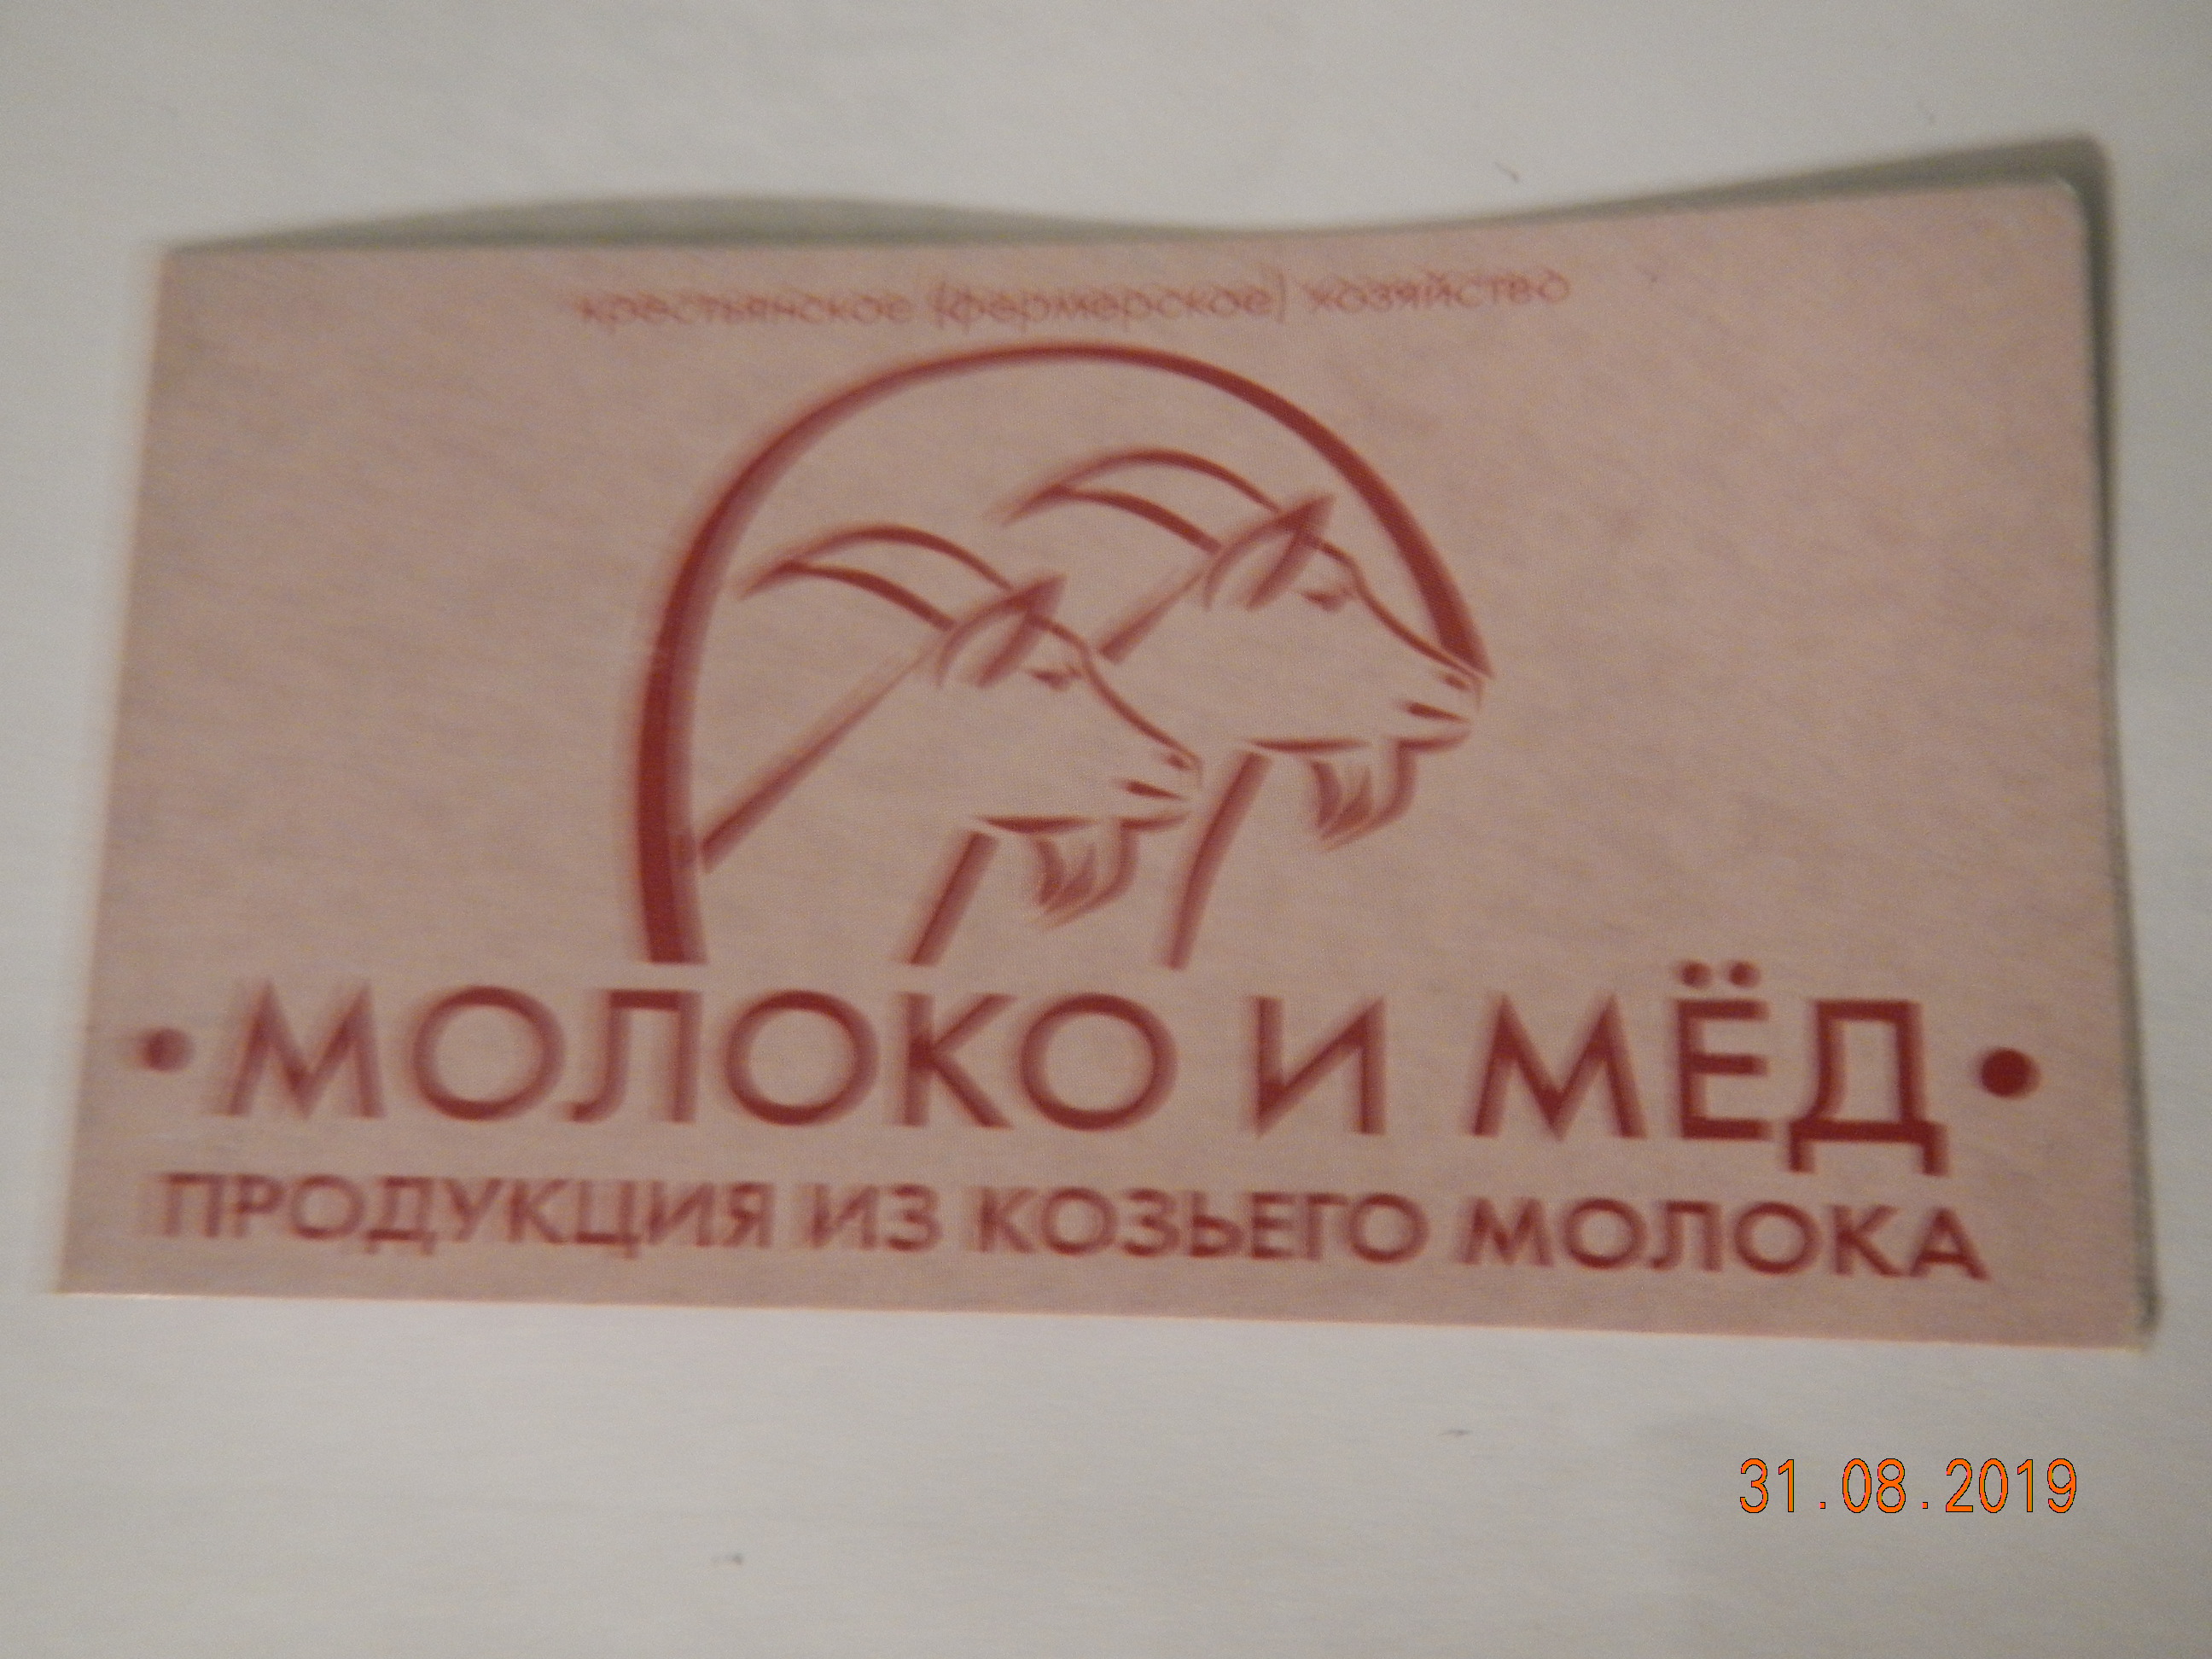 крестьянское (фермерское) хозяйство
•МОЛОКО И МЁД•
ПРОДУКЦИЯ ИЗ КОЗЬЕГО МОЛОКА
31.08.2019